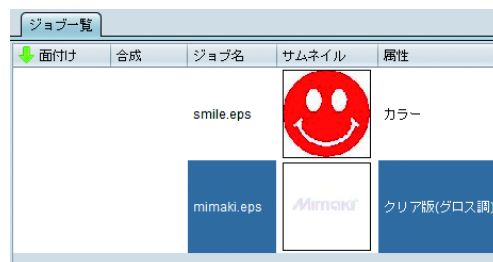 ジョブ一覧
面付け 合成 ジョブ名 サムネイル 属性
smile.eps カラー
mimaki.eps Mimaki クリア版(グロス調)